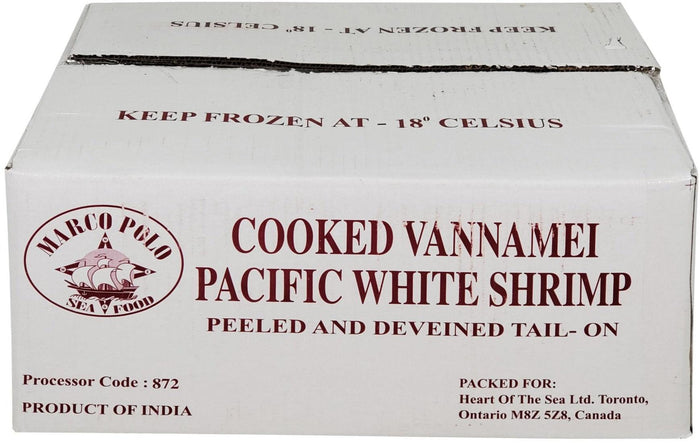 KEEP FROZEN AT - 18⁰ CELSIUS
KEEP FROZEN AT - 18⁰ CELSIUS
MARCO POLO
SEA FOOD
COOKED VANNAMEI
PACIFIC WHITE SHRIMP
PEELED AND DEVEINED TAIL- ON
Processor Code : 872
PRODUCT OF INDIA
PACKED FOR:
Heart Of The Sea Ltd. Toronto,
Ontario M8Z 5Z8, Canada